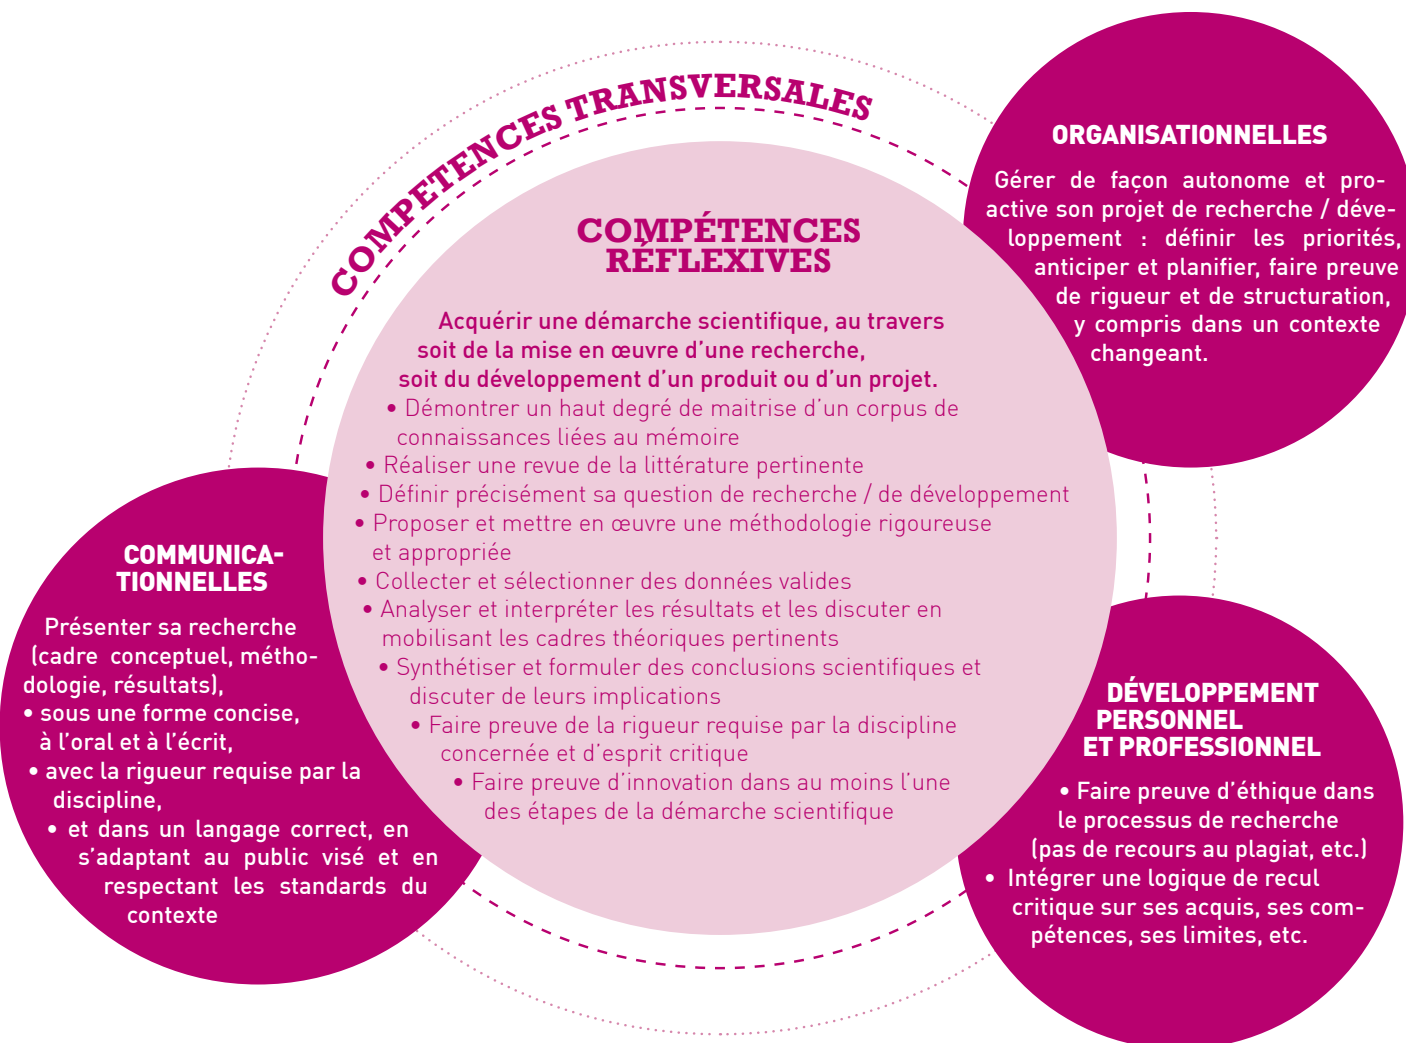 COMPETENCES TRANSVERSALES
COMPÉTENCES
RÉFLEXIVES
Acquérir une démarche scientifique, au travers
soit de la mise en œuvre d’une recherche,
soit du développement d’un produit ou d’un projet.
• Démontrer un haut degré de maitrise d’un corpus de
connaissances liées au mémoire
• Réaliser une revue de la littérature pertinente
• Définir précisément sa question de recherche / de développement
• Proposer et mettre en œuvre une méthodologie rigoureuse
et appropriée
• Collecter et sélectionner des données valides
• Analyser et interpréter les résultats et les discuter en
mobilisant les cadres théoriques pertinents
• Synthétiser et formuler des conclusions scientifiques et
discuter de leurs implications
• Faire preuve de la rigueur requise par la discipline
concernée et d’esprit critique
• Faire preuve d’innovation dans au moins l’une
des étapes de la démarche scientifique
ORGANISATIONNELLES
Gérer de façon autonome et pro-
active son projet de recherche / déve-
loppement : définir les priorités,
anticiper et planifier, faire preuve
de rigueur et de structuration,
y compris dans un contexte
changeant.
COMMUNICA-
TIONNELLES
Présenter sa recherche
(cadre conceptuel, métho-
dologie, résultats),
• sous une forme concise,
à l’oral et à l’écrit,
• avec la rigueur requise par la
discipline,
• et dans un langage correct, en
s’adaptant au public visé et en
respectant les standards du
contexte
DÉVELOPPEMENT
PERSONNEL
ET PROFESSIONNEL
• Faire preuve d’éthique dans
le processus de recherche
(pas de recours au plagiat, etc.)
• Intégrer une logique de recul
critique sur ses acquis, ses com-
pétences, ses limites, etc.